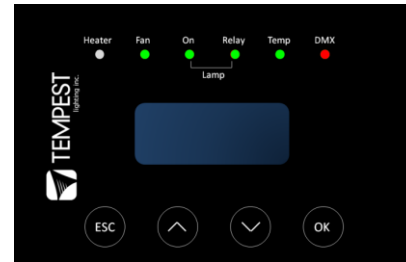 Heater Fan On Relay Temp DMX
Lamp
TEMPEST
lighting inc.
ESC OK